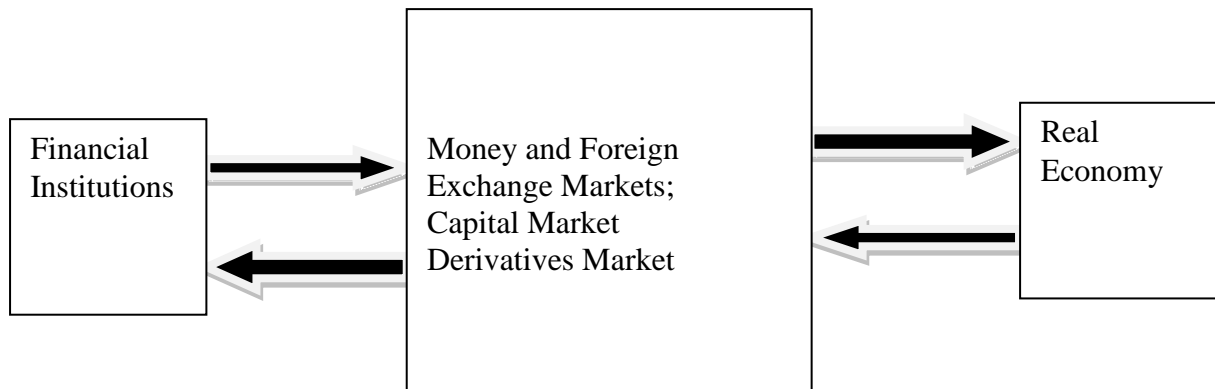 Financial
Institutions
Money and Foreign
Exchange Markets;
Capital Market
Derivatives Market
Real
Economy